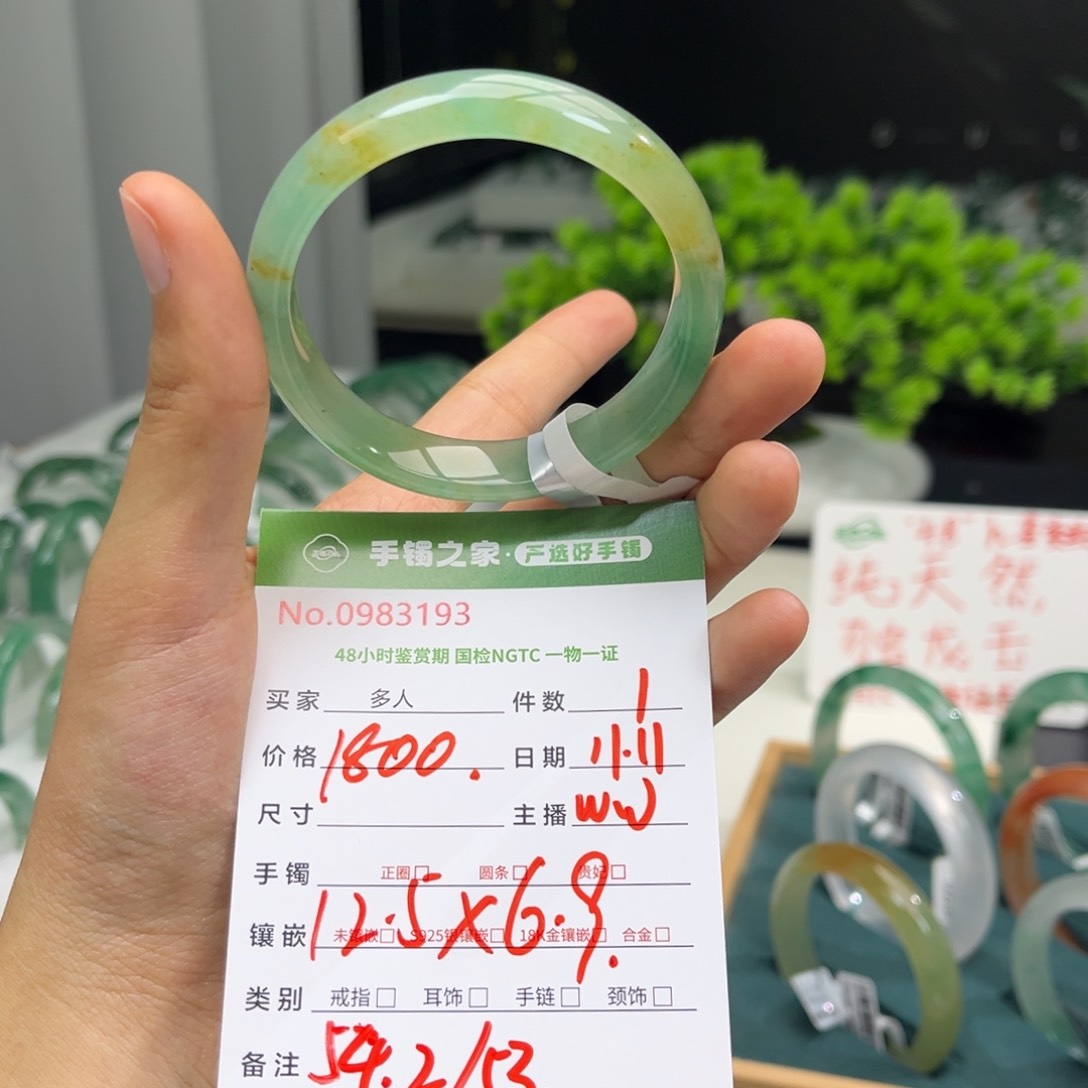 手镯之家·严选好手镯
No.0983193
48小时鉴赏期 国检NGTC 一物一证
买家 多人 件数 1
价格 1800. 日期 11.11
尺寸 主播 WW
手镯 正圈□ 圆条□ 贵妃□
12.5×6.9.
镶嵌 未镶嵌□ S925银镶嵌□ 18K金镶嵌□ 合金□
类别 戒指□ 耳饰□ 手链□ 颈饰□
备注 54.2/53
纯天然